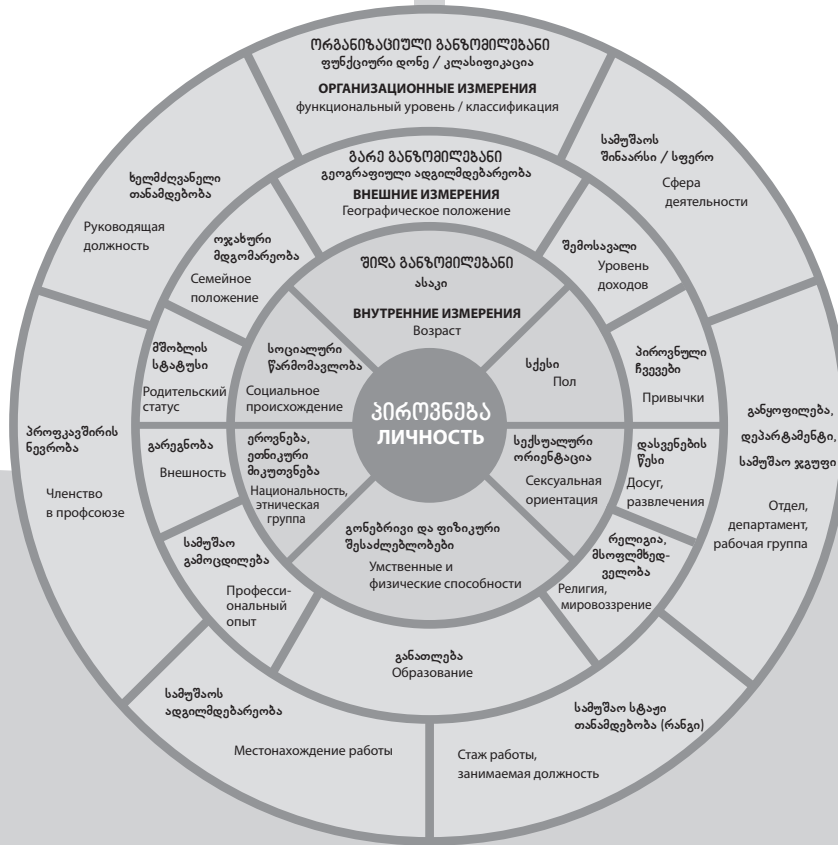 ორგანიზაციული განზომილებანი
ფუნქციური დონე / კლასიფიკაცია
ОРГАНИЗАЦИОННЫЕ ИЗМЕРЕНИЯ
функциональный уровень / классификация
სამუშაოს
შინაარსი / სფერო
Сфера
деятельности
განყოფილება,
დეპარტამენტი,
სამუშაო ჯგუფი
Отдел,
департамент,
рабочая группа
სამუშაო სტაჟი
თანამდებობა (რანგი)
Стаж работы,
занимаемая должность
სამუშაოს
ადგილმდებარეობა
Местонахождение работы
პროფკავშირის
ნევრობა
Членство
в профсоюзе
ხელმძღვანელი
თანამდებობა
Руководящая
должность
გარე განზომილებანი
გეოგრაფიული ადგილმდებარეობა
ВНЕШНИЕ ИЗМЕРЕНИЯ
Географическое положение
შემოსავალი
Уровень
доходов
პიროვნული
ჩვევები
Привычки
დასვენების
წესი
Досуг,
развлечения
რელიგია,
მსოფლმხედ-
ველობა
Религия,
мировоззрение
განათლება
Образование
სამუშაო
გამოცდილება
Професси-
ональный
опыт
გარეგნობა
Внешность
მშობლის
სტატუსი
Родительский
статус
ოჯახური
მდგომარეობა
Семейное
положение
შიდა განზომილებანი
ასაკი
ВНУТРЕННИЕ ИЗМЕРЕНИЯ
Возраст
სქესი
Пол
სექსუალური
ორიენტაცია
Сексуальная
ориентация
გონებრივი და ფიზიკური
შესაძლებლობები
Умственные и
физические способности
ეროვნება,
ეთნიკური
მიკუთვნება
Национальность,
этническая
группа
სოციალური
წარმომავლობა
Социальное
происхождение
პიროვნება
ЛИЧНОСТЬ